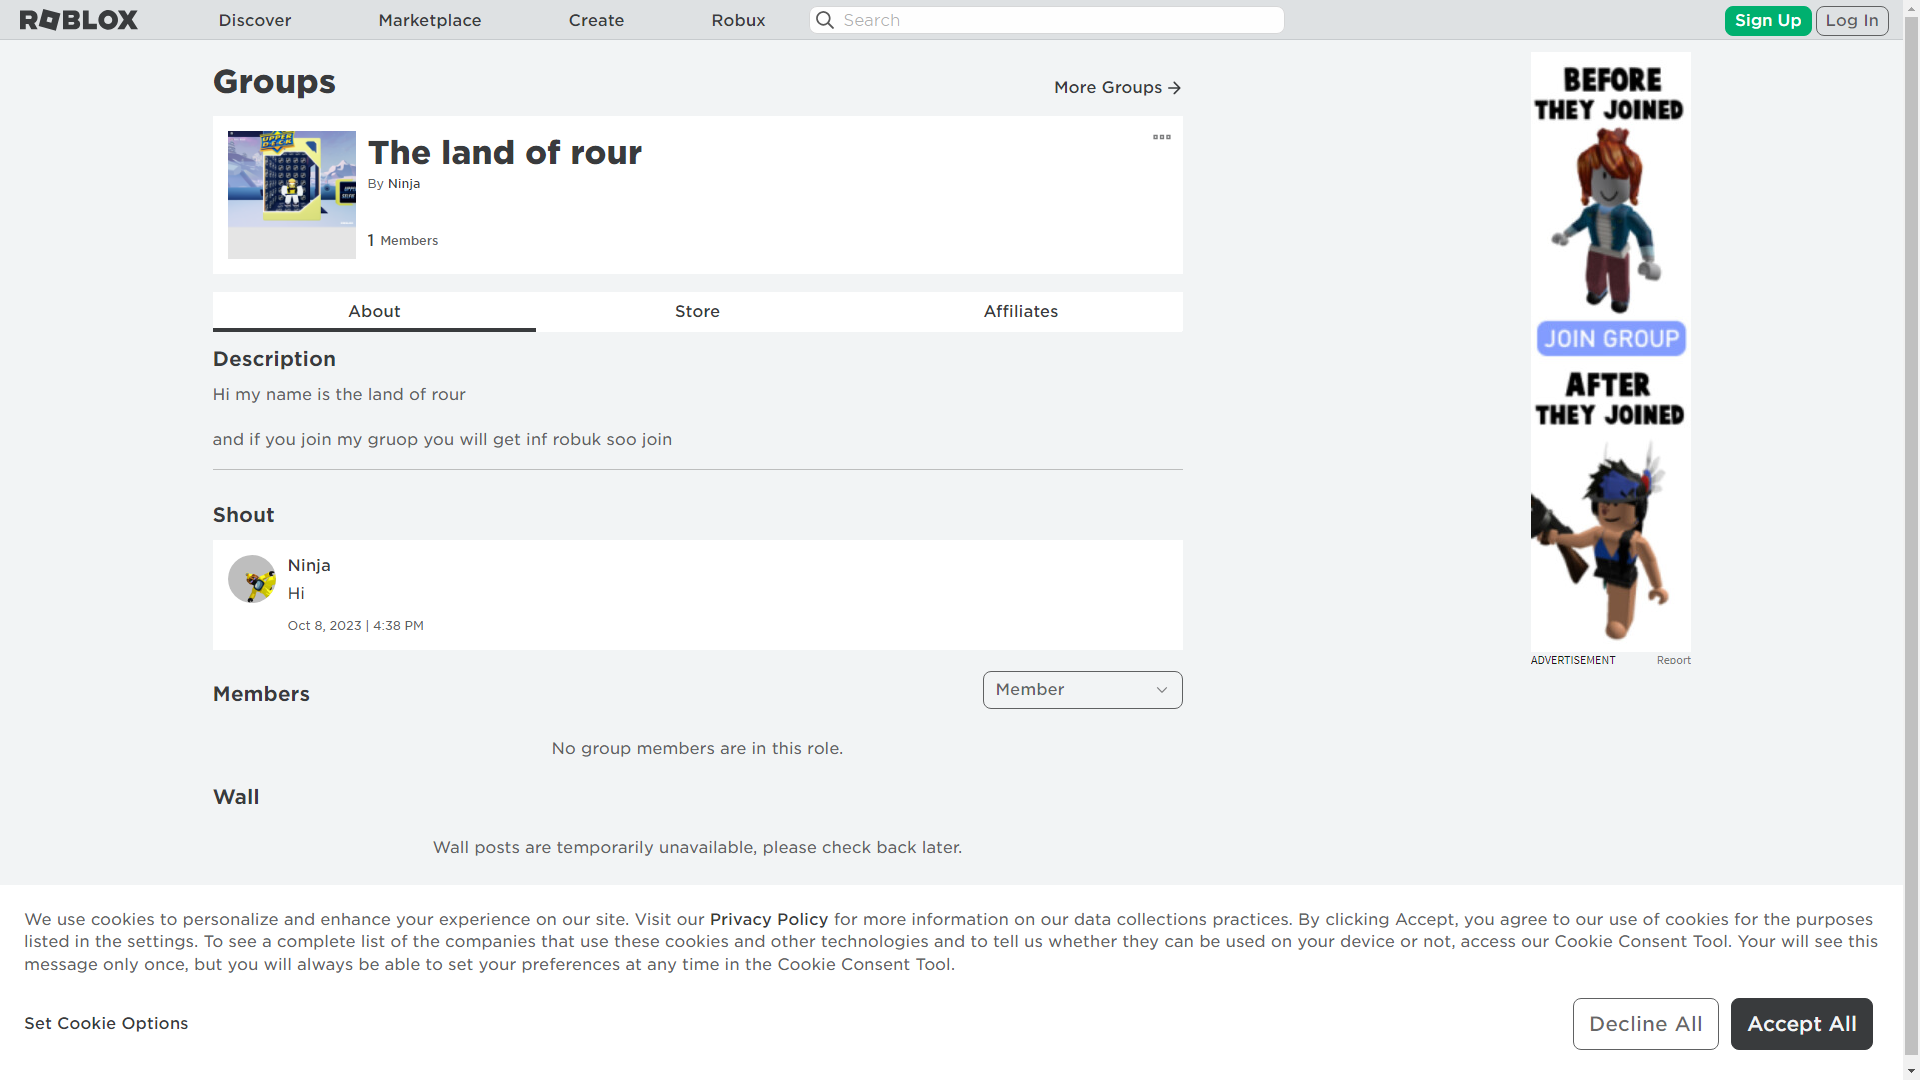 ROBLOX
Discover
Marketplace
Create
Robux
Search
Sign Up
Log In
Groups
More Groups
UPPER
DECK
The land of rour
By Ninja
1 Members
About
Store
Affiliates
Description
Hi my name is the land of rour
and if you join my gruop you will get inf robuk soo join
Shout
Ninja
Hi
Oct 8, 2023 | 4:38 PM
Members
Member
No group members are in this role.
Wall
Wall posts are temporarily unavailable, please check back later.
BEFORE
THEY JOINED
JOIN GROUP
AFTER
THEY JOINED
ADVERTISEMENT
Report
We use cookies to personalize and enhance your experience on our site. Visit our Privacy Policy for more information on our data collections practices. By clicking Accept, you agree to our use of cookies for the purposes
listed in the settings. To see a complete list of the companies that use these cookies and other technologies and to tell us whether they can be used on your device or not, access our Cookie Consent Tool. Your will see this
message only once, but you will always be able to set your preferences at any time in the Cookie Consent Tool.
Set Cookie Options
Decline All
Accept All